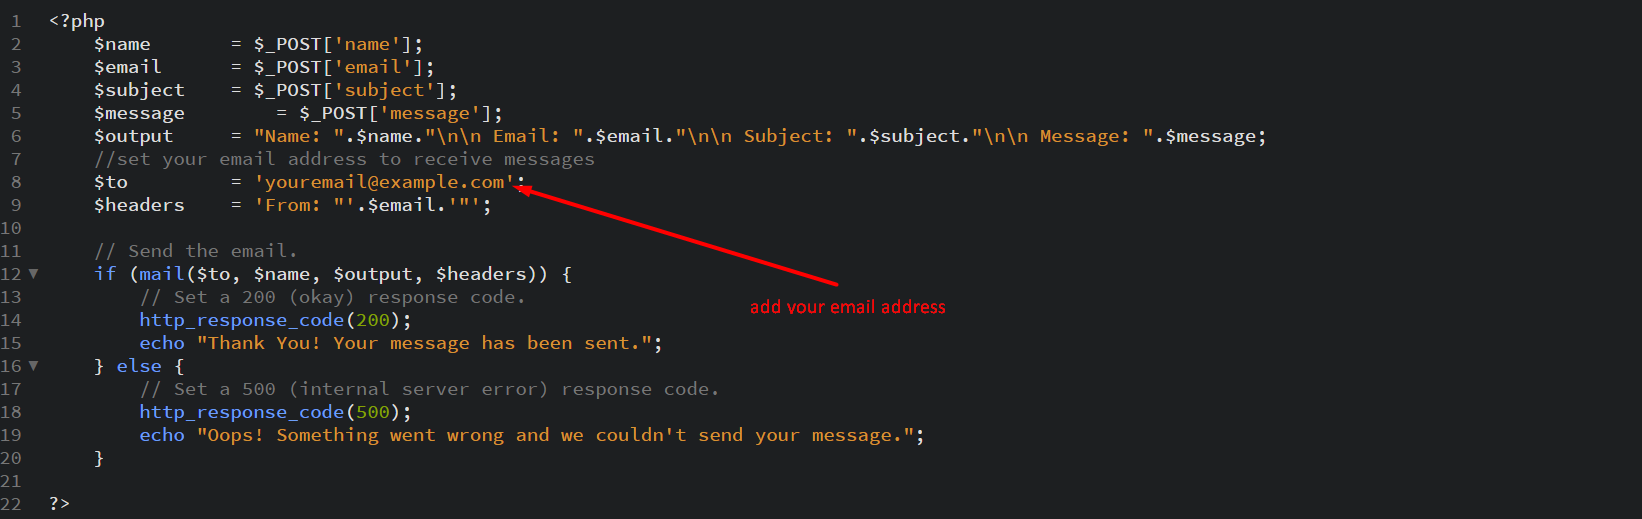 1 <?php
2 $name = $_POST['name'];
3 $email = $_POST['email'];
4 $subject = $_POST['subject'];
5 $message = $_POST['message'];
6 $output = "Name: ".$name."\n\n Email: ".$email."\n\n Subject: ".$subject."\n\n Message: ".$message;
7 //set your email address to receive messages
8 $to = 'youremail@example.com';
9 $headers = 'From: "'.$email.'"';
10
11 // Send the email.
12 if (mail($to, $name, $output, $headers)) {
13 // Set a 200 (okay) response code.
add your email address
14 http_response_code(200);
15 echo "Thank You! Your message has been sent.";
16 } else {
17 // Set a 500 (internal server error) response code.
18 http_response_code(500);
19 echo "Oops! Something went wrong and we couldn't send your message.";
20 }
21
22 ?>